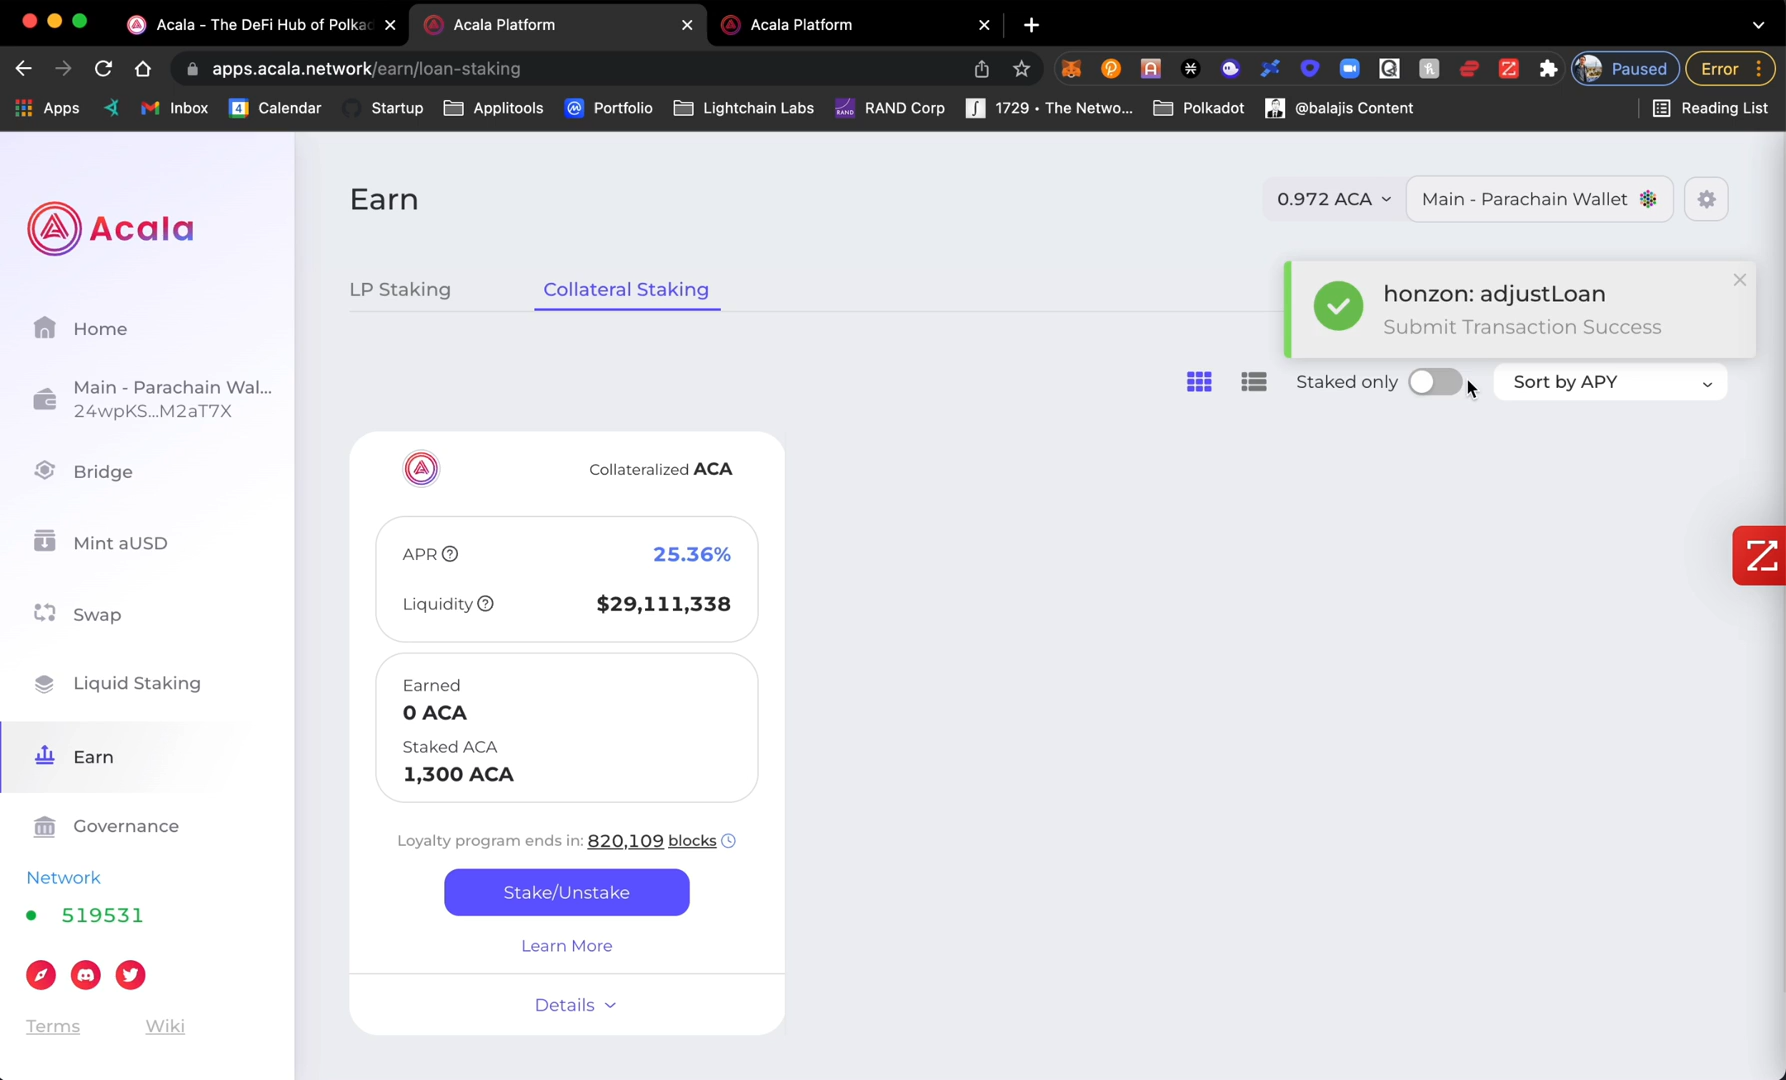 Acala - The DeFi Hub of Polka
Acala Platform
Acala Platform
apps.acala.network/earn/loan-staking
Paused
Error
Apps
Inbox
4
Calendar
Startup
Applitools
Portfolio
Lightchain Labs
RAND
RAND Corp
1729 • The Netwo...
Polkadot
@balajis Content
Reading List
Acala
Home
Main - Parachain Wal...
24wpKS...M2aT7X
Bridge
Mint aUSD
Swap
Liquid Staking
Earn
Governance
Network
519531
Terms
Wiki
Earn
0.972 ACA
Main - Parachain Wallet
LP Staking
Collateral Staking
honzon: adjustLoan
Submit Transaction Success
Staked only
Sort by APY
Collateralized ACA
APR
25.36%
Liquidity
$29,111,338
Earned
0 ACA
Staked ACA
1,300 ACA
Loyalty program ends in: 820,109 blocks
Stake/Unstake
Learn More
Details